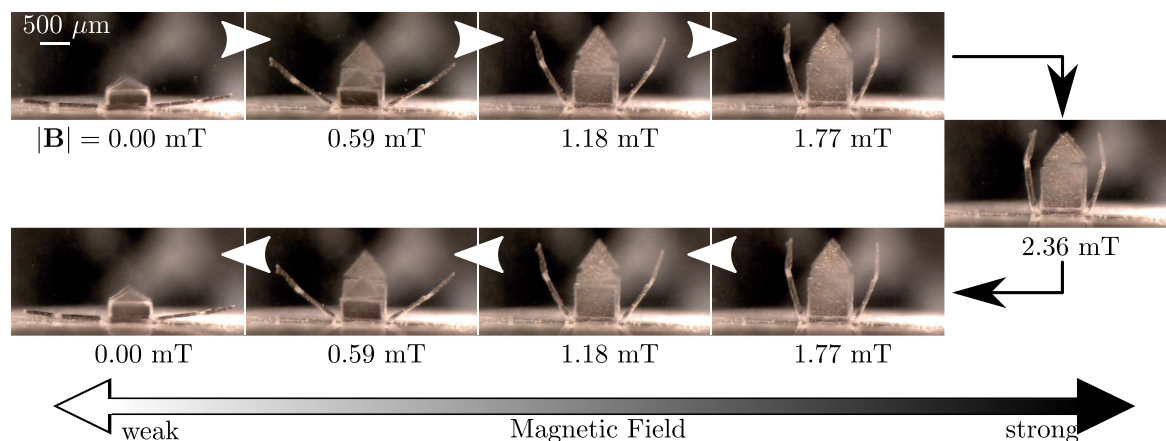 500 μm
|B| = 0.00 mT
0.59 mT
1.18 mT
1.77 mT
2.36 mT
0.00 mT
0.59 mT
1.18 mT
1.77 mT
weak
Magnetic Field
strong